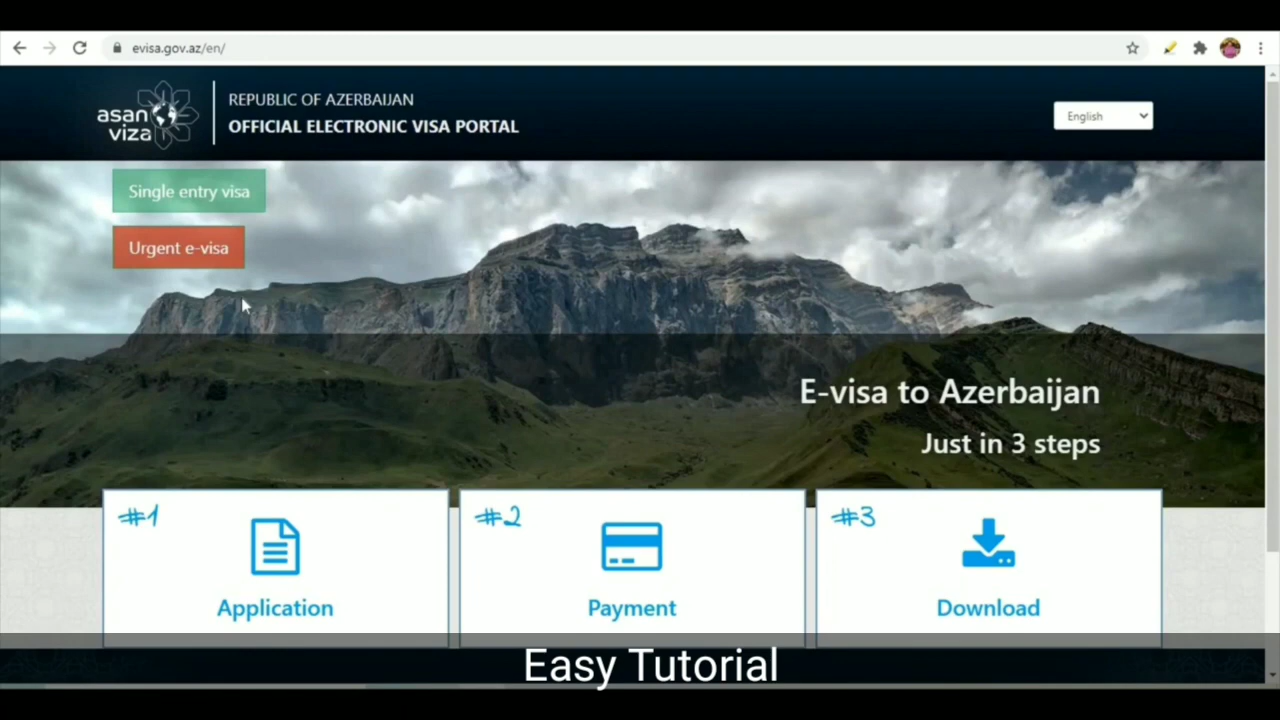 evisa.gov.az/en/
asan
viza
REPUBLIC OF AZERBAIJAN
OFFICIAL ELECTRONIC VISA PORTAL
English
Single entry visa
Urgent e-visa
E-visa to Azerbaijan
Just in 3 steps
#1
Application
#2
Payment
#3
Download
Easy Tutorial